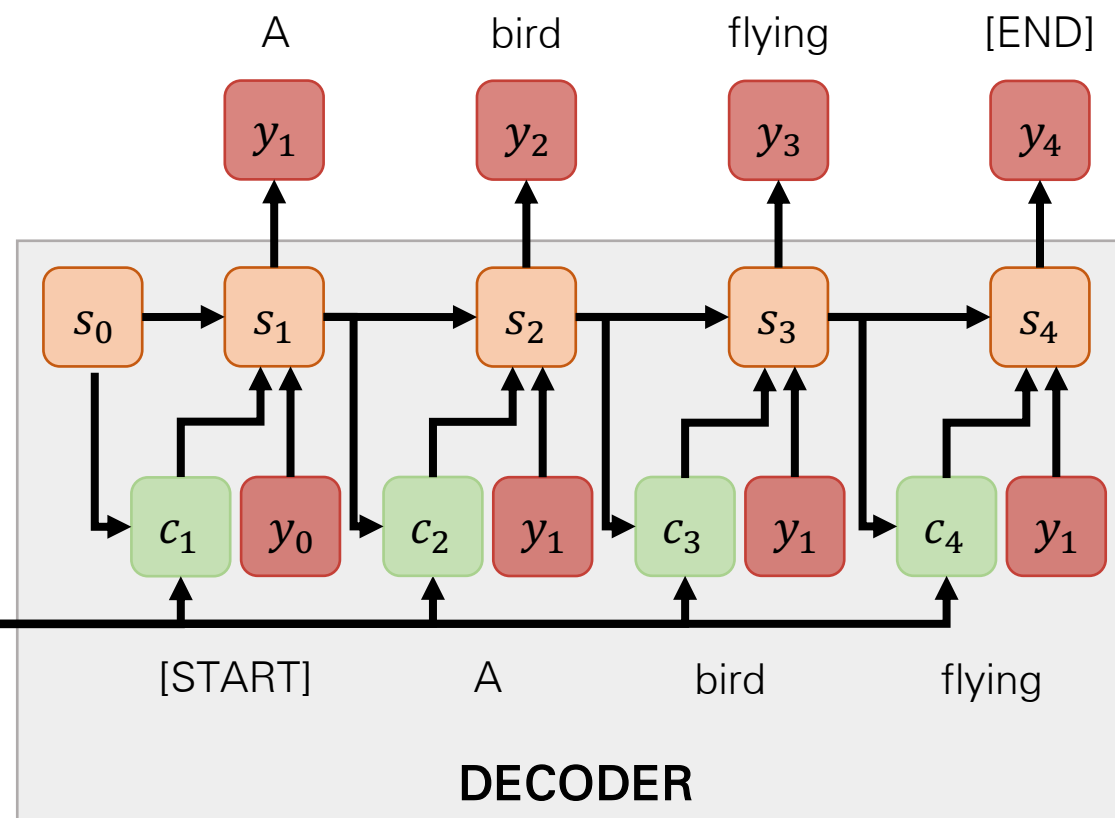 A bird flying [END]
y₁ y₂ y₃ y₄
s₀ s₁ s₂ s₃ s₄
c₁ y₀ c₂ y₁ c₃ y₁ c₄ y₁
[START] A bird flying
DECODER